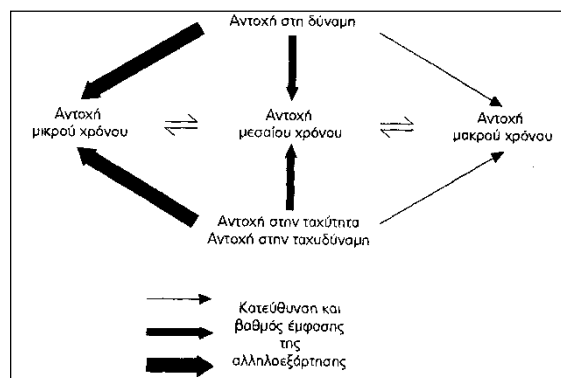 Αντοχή στη δύναμη
Αντοχή
μικρού χρόνου
Αντοχή
μεσαίου χρόνου
Αντοχή
μακρού χρόνου
Αντοχή στην ταχύτητα
Αντοχή στην ταχυδύναμη
Κατεύθυνση και
βαθμός έμφασης
της
αλληλοεξάρτησης